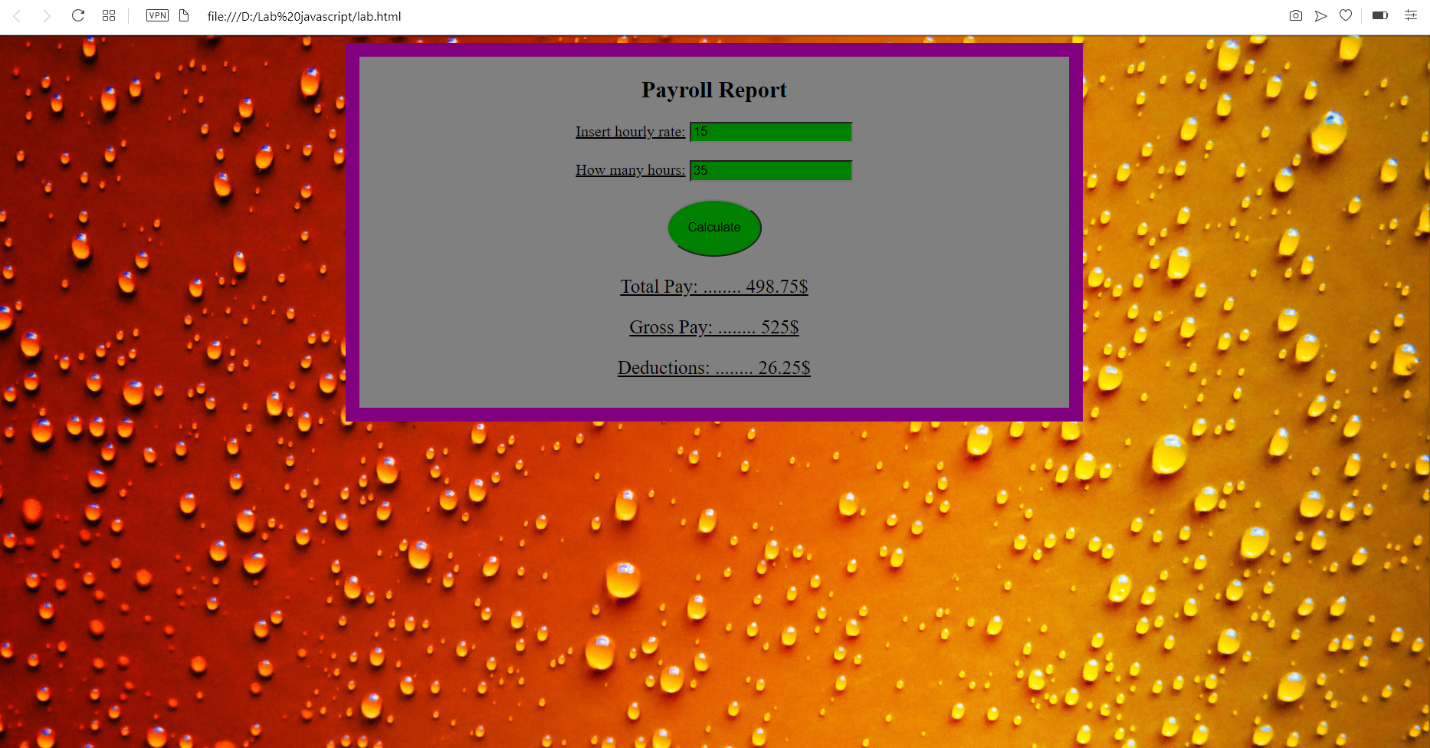 VPN file:///D:/Lab%20javascript/lab.html
Payroll Report
Insert hourly rate: 15
How many hours: 35
Calculate
Total Pay: ........ 498.75$
Gross Pay: ........ 525$
Deductions: ........ 26.25$